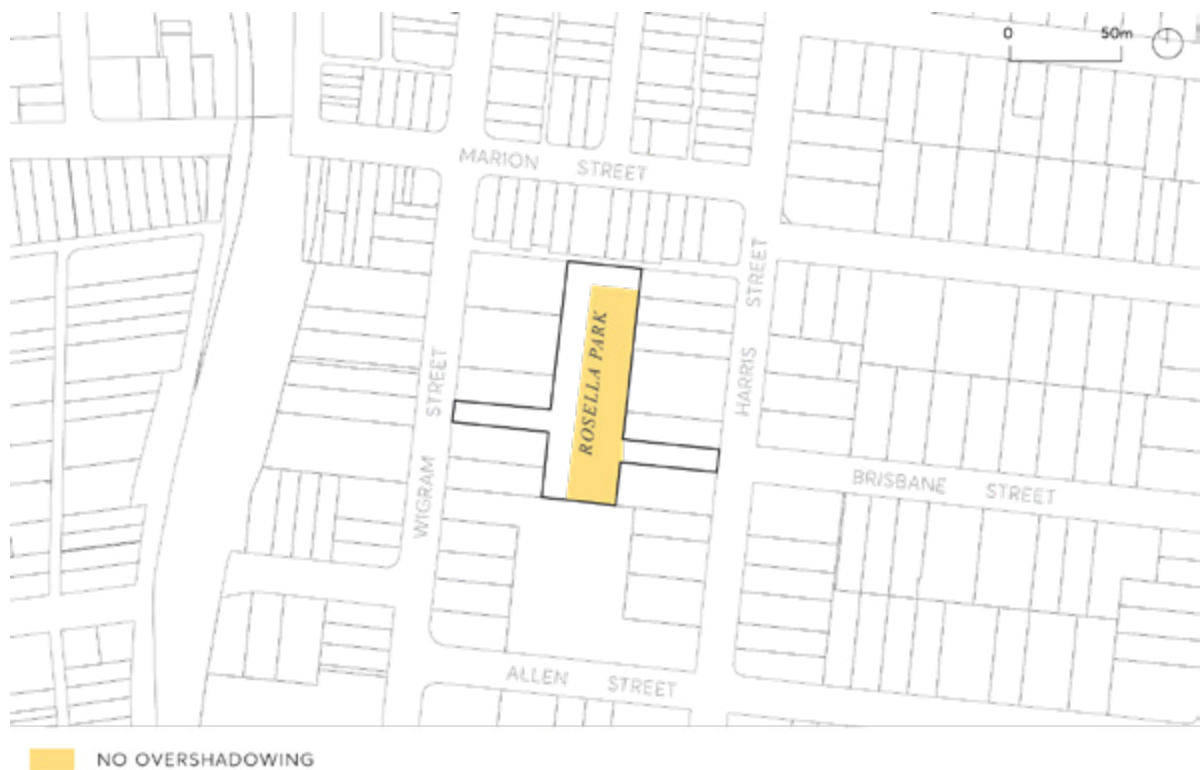 0 50m
MARION STREET
HARRIS STREET
ROSELLA PARK
WIGRAM STREET
BRISBANE STREET
ALLEN STREET
NO OVERSHADOWING